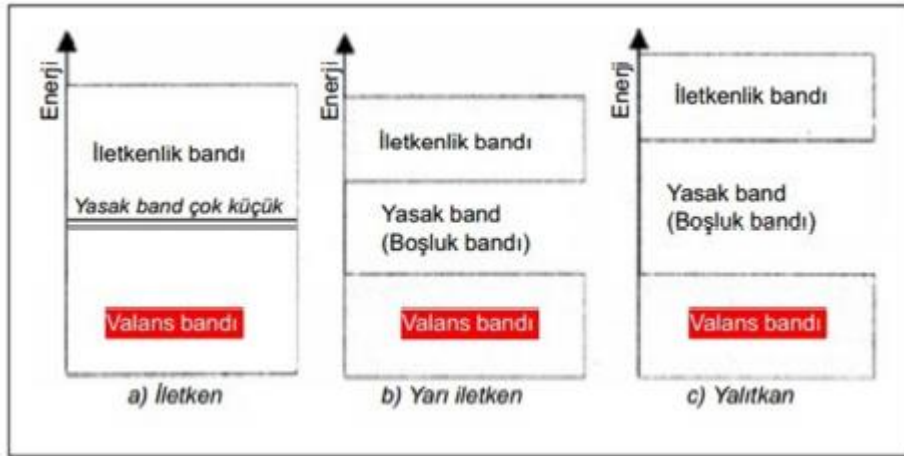 Enerji
İletkenlik bandı
Yasak band çok küçük
Valans bandı
a) İletken
Enerji
İletkenlik bandı
Yasak band
(Boşluk bandı)
Valans bandı
b) Yarı iletken
Enerji
İletkenlik bandı
Yasak band
(Boşluk bandı)
Valans bandı
c) Yalıtkan